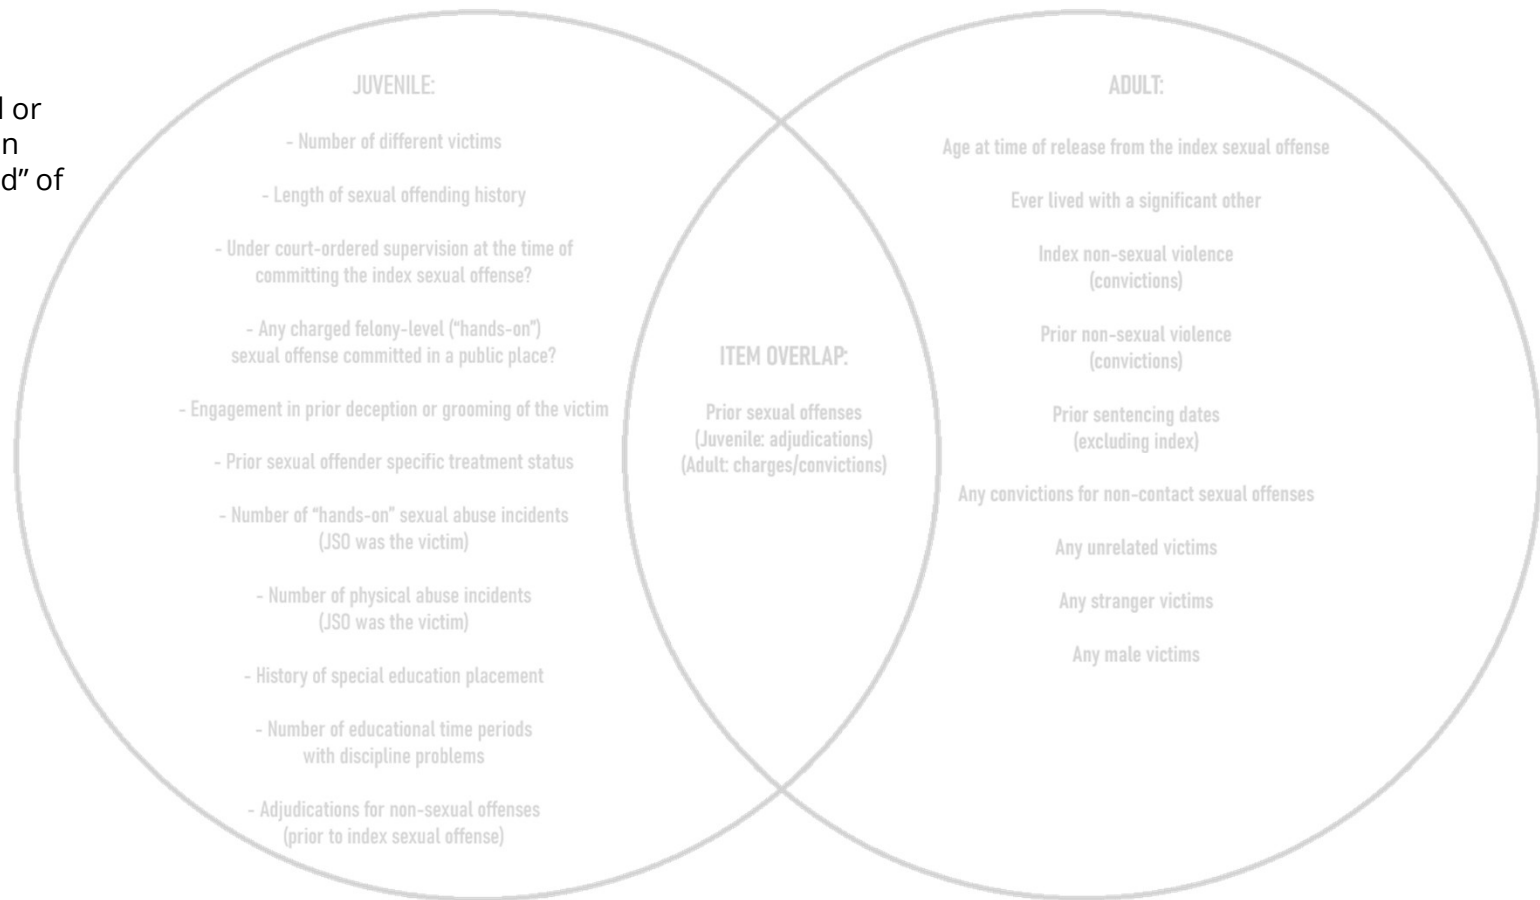 l or
n
d” of
JUVENILE:
- Number of different victims
- Length of sexual offending history
- Under court-ordered supervision at the time of
committing the index sexual offense?
- Any charged felony-level (“hands-on”)
sexual offense committed in a public place?
- Engagement in prior deception or grooming of the victim
- Prior sexual offender specific treatment status
- Number of “hands-on” sexual abuse incidents
(JSO was the victim)
- Number of physical abuse incidents
(JSO was the victim)
- History of special education placement
- Number of educational time periods
with discipline problems
- Adjudications for non-sexual offenses
(prior to index sexual offense)
ITEM OVERLAP:
Prior sexual offenses
(Juvenile: adjudications)
(Adult: charges/convictions)
ADULT:
Age at time of release from the index sexual offense
Ever lived with a significant other
Index non-sexual violence
(convictions)
Prior non-sexual violence
(convictions)
Prior sentencing dates
(excluding index)
Any convictions for non-contact sexual offenses
Any unrelated victims
Any stranger victims
Any male victims